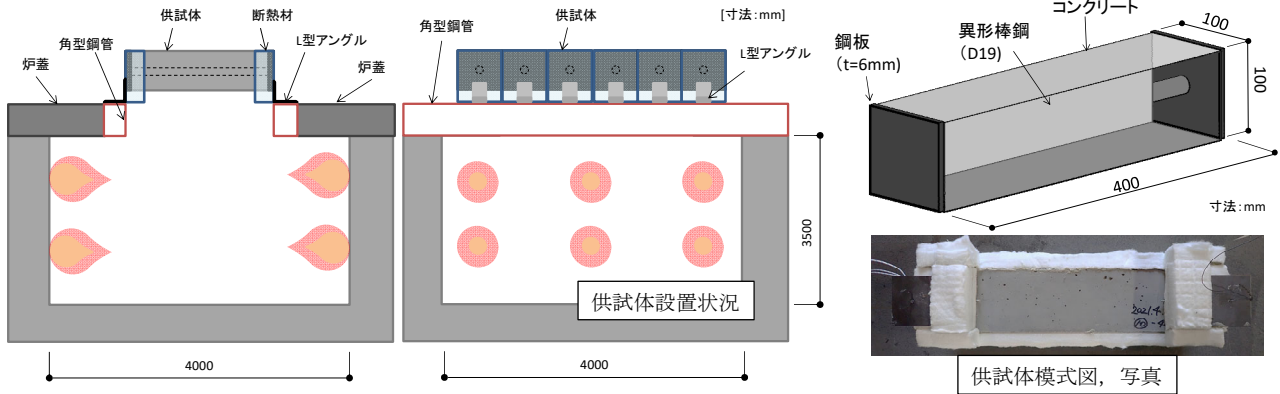 供試体
断熱材
角型鋼管
L型アングル
炉蓋
炉蓋
4000
[寸法：mm]
角型鋼管
供試体
L型アングル
3500
供試体設置状況
4000
コンクリート
100
鋼板
（t=6mm）
異形棒鋼
（D19）
100
400
寸法：mm
2021.4
供試体模式図，写真